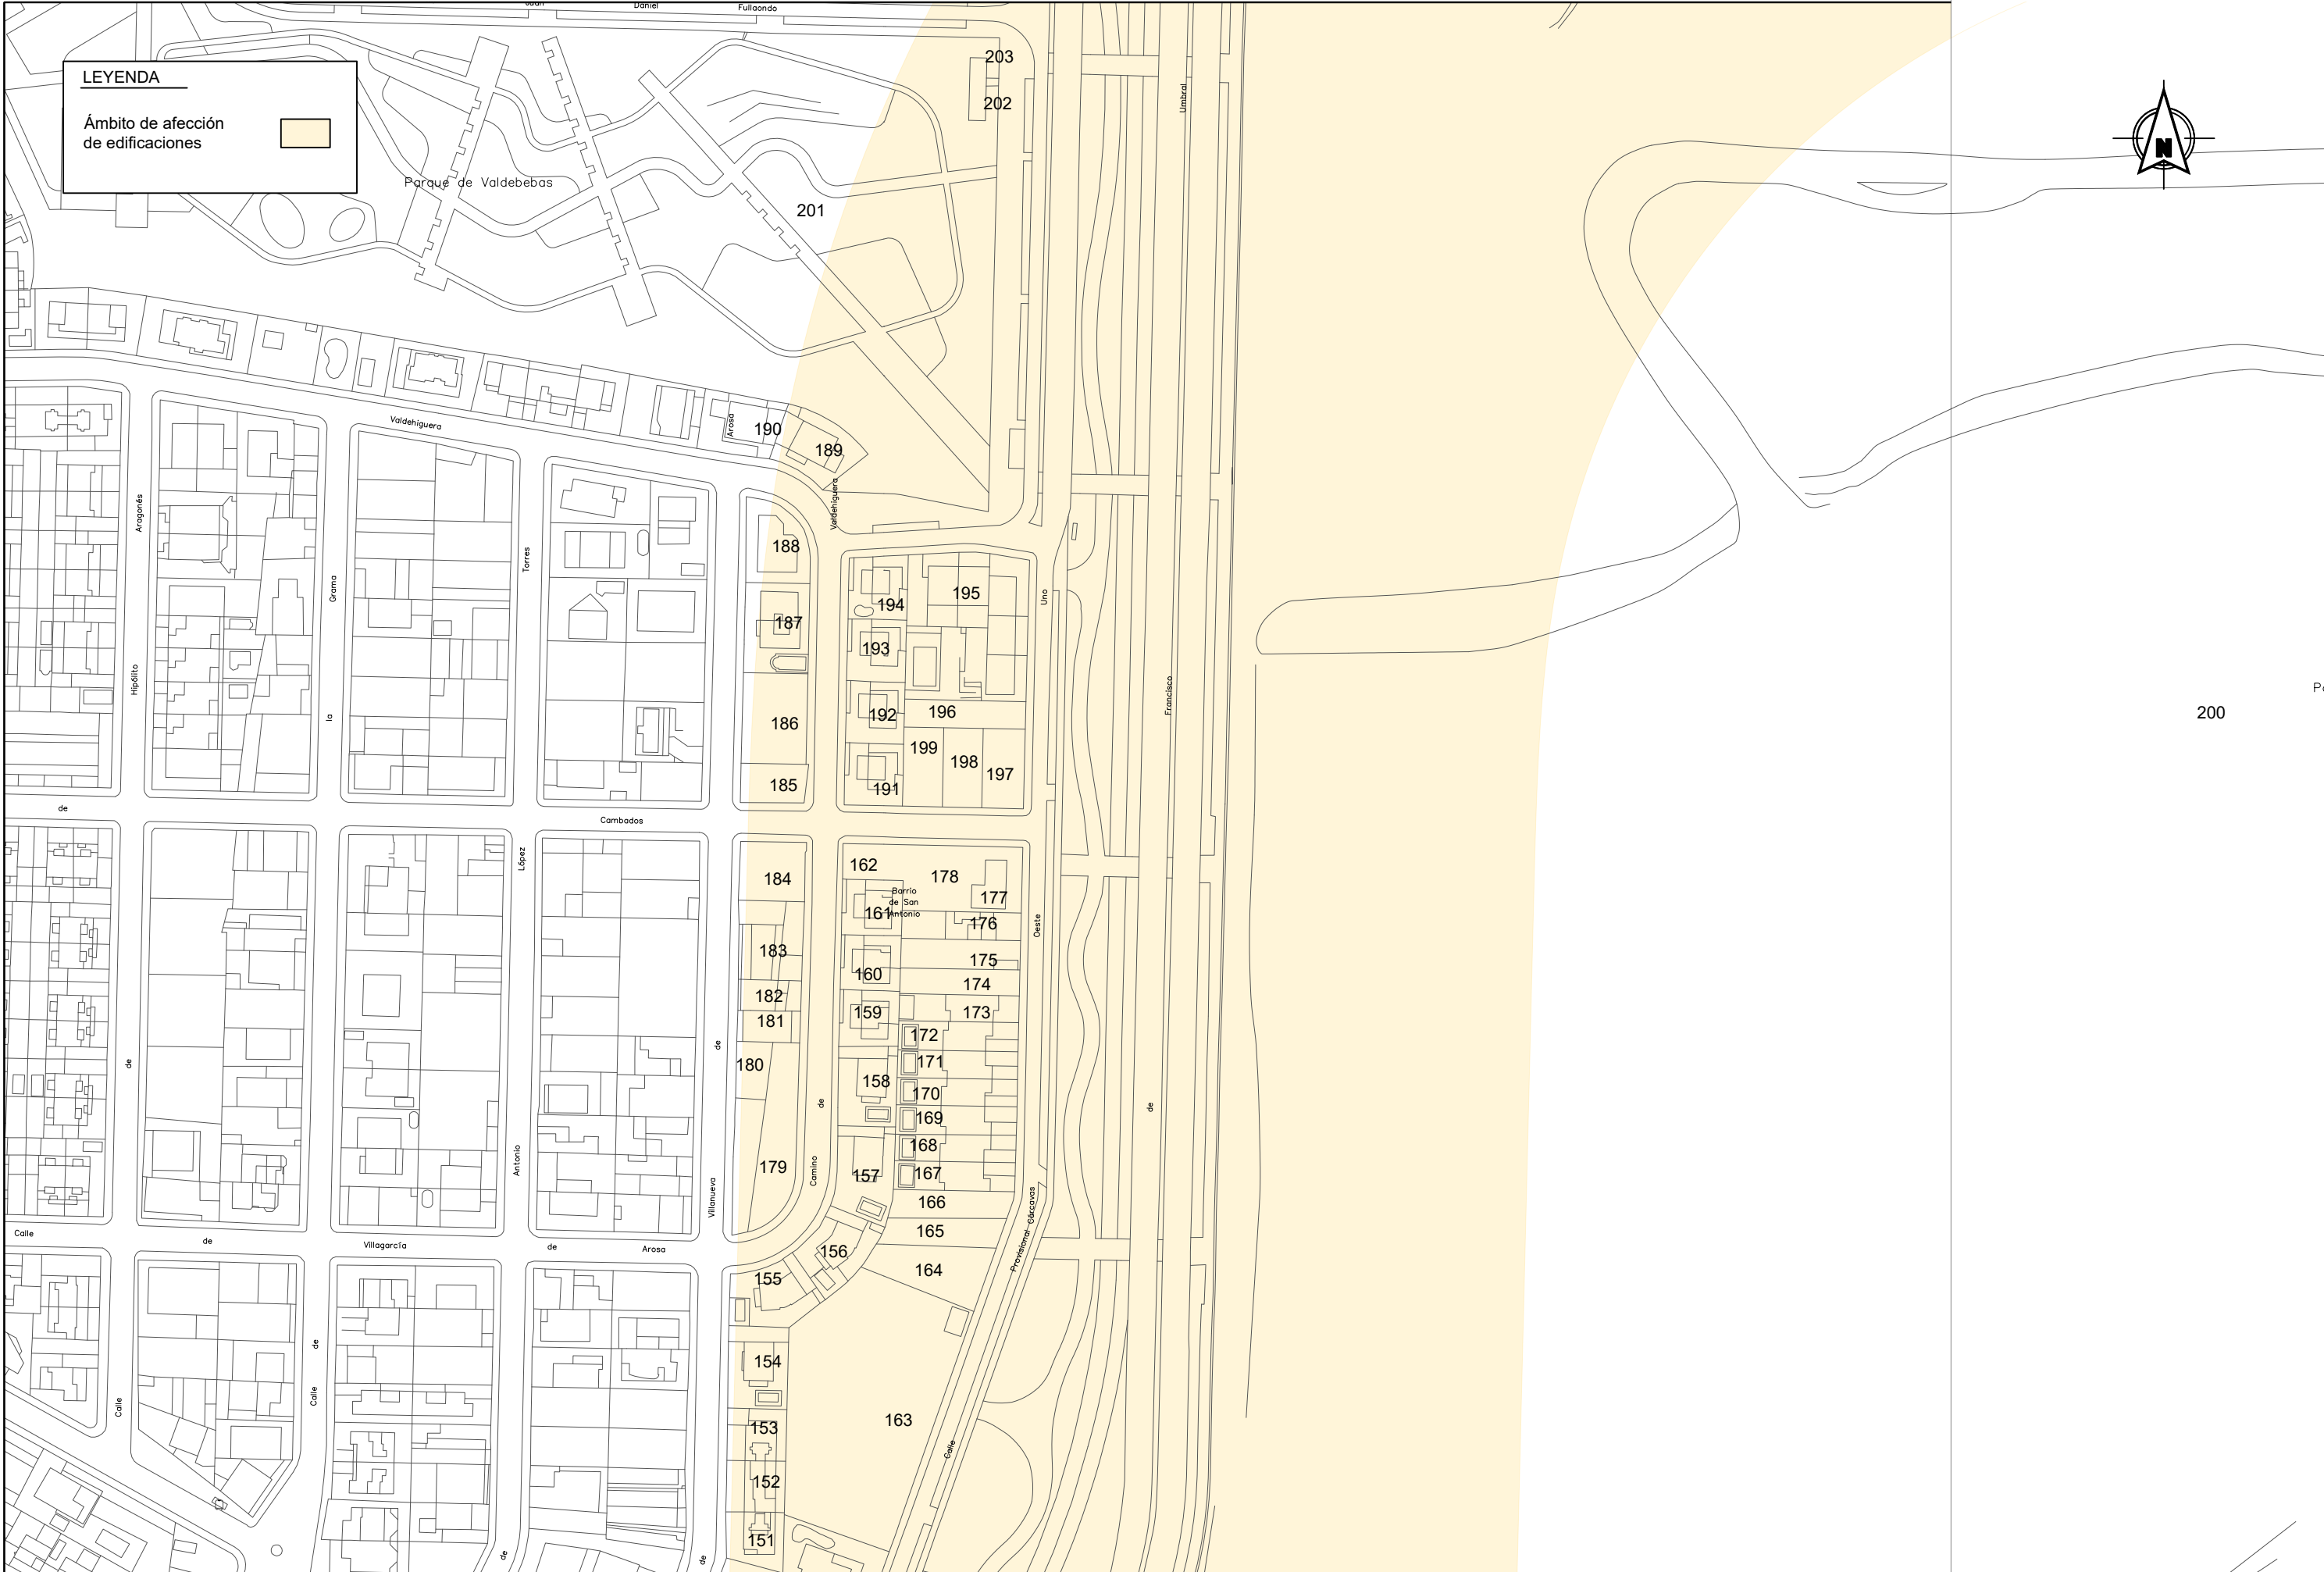 Juan
Daniel
Fullaondo
LEYENDA
Ámbito de afección
de edificaciones
203
202
Umbral
N
Parque de Valdebebas
201
Valdehiguera
Arosa
190
189
Valdehiguera
Aragonés
Hipólito
Grama
la
Torres
188
187
186
185
194
195
193
192
196
199
198
197
191
Uno
Francisco
200
de
Cambados
López
184
162
178
177
Barrio
de San
Antonio
161
176
183
175
160
174
182
181
159
173
172
180
171
158
170
169
168
179
157
167
166
165
156
164
155
Oeste
de
de
de
de
Camino
Antonio
Villanueva
Provisional Cárcavas
Calle
de
Villagarcía
de
Arosa
154
153
163
152
151
de
Calle
Calle
Calle
de
de